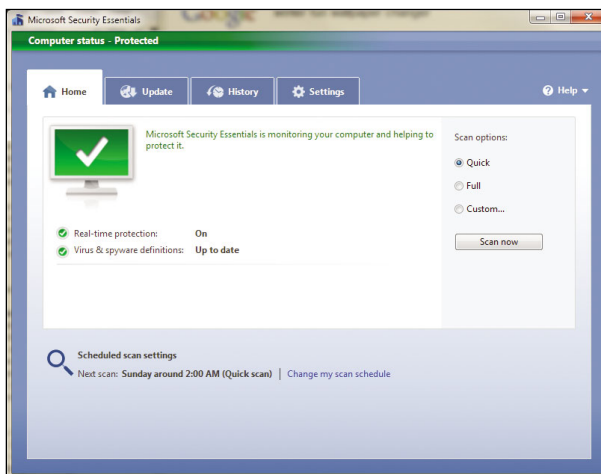 Google
Microsoft Security Essentials
Computer status - Protected
Home
Update
History
Settings
Help
Microsoft Security Essentials is monitoring your computer and helping to
protect it.
Real-time protection: On
Virus & spyware definitions: Up to date
Scan options:
Quick
Full
Custom...
Scan now
Scheduled scan settings
Next scan: Sunday around 2:00 AM (Quick scan) | Change my scan schedule